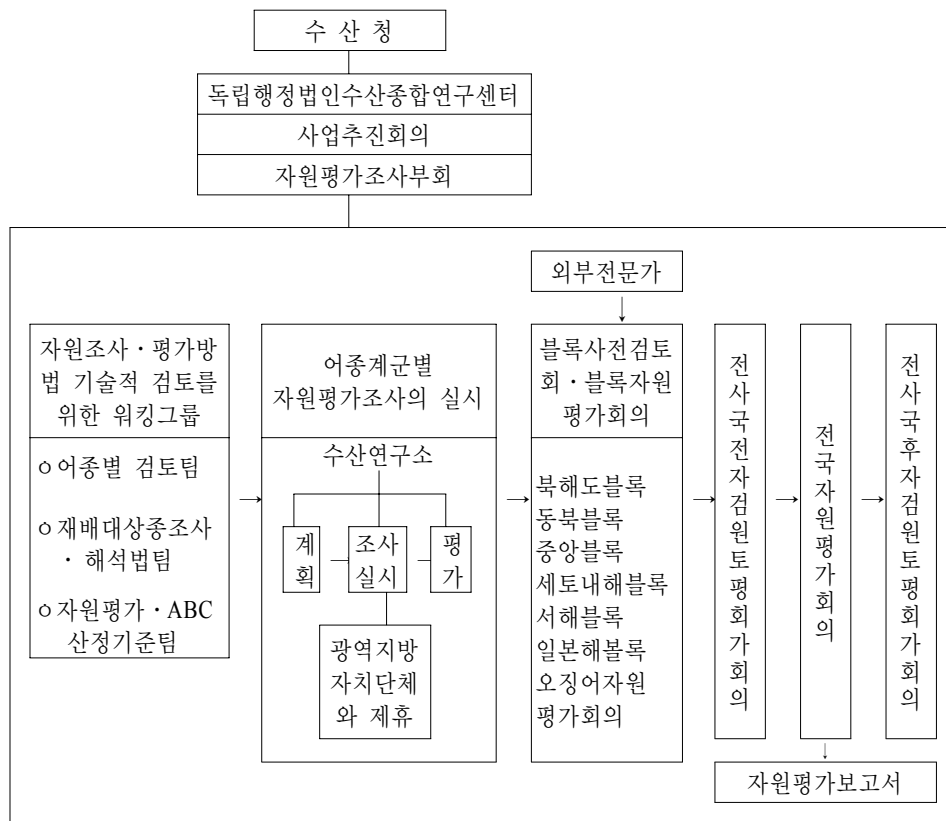 수 산 청
독립행정법인수산종합연구센터
사업추진회의
자원평가조사부회
외부전문가
자원조사・평가방
법 기술적 검토를
위한 워킹그룹
ㅇ어종별 검토팀
ㅇ재배대상종조사
・해석법팀
ㅇ자원평가・ABC
산정기준팀
어종계군별
자원평가조사의 실시
수산연구소
계
획
조사
실시
평
가
광역지방
자치단체
와 제휴
블록사전검토
회・블록자원
평가회의
북해도블록
동북블록
중앙블록
세토내해블록
서해블록
일본해볼록
오징어자원
평가회의
전사국전자검원토평회가회의
전국자원평가회의
전사국후자검원토평회가회의
자원평가보고서